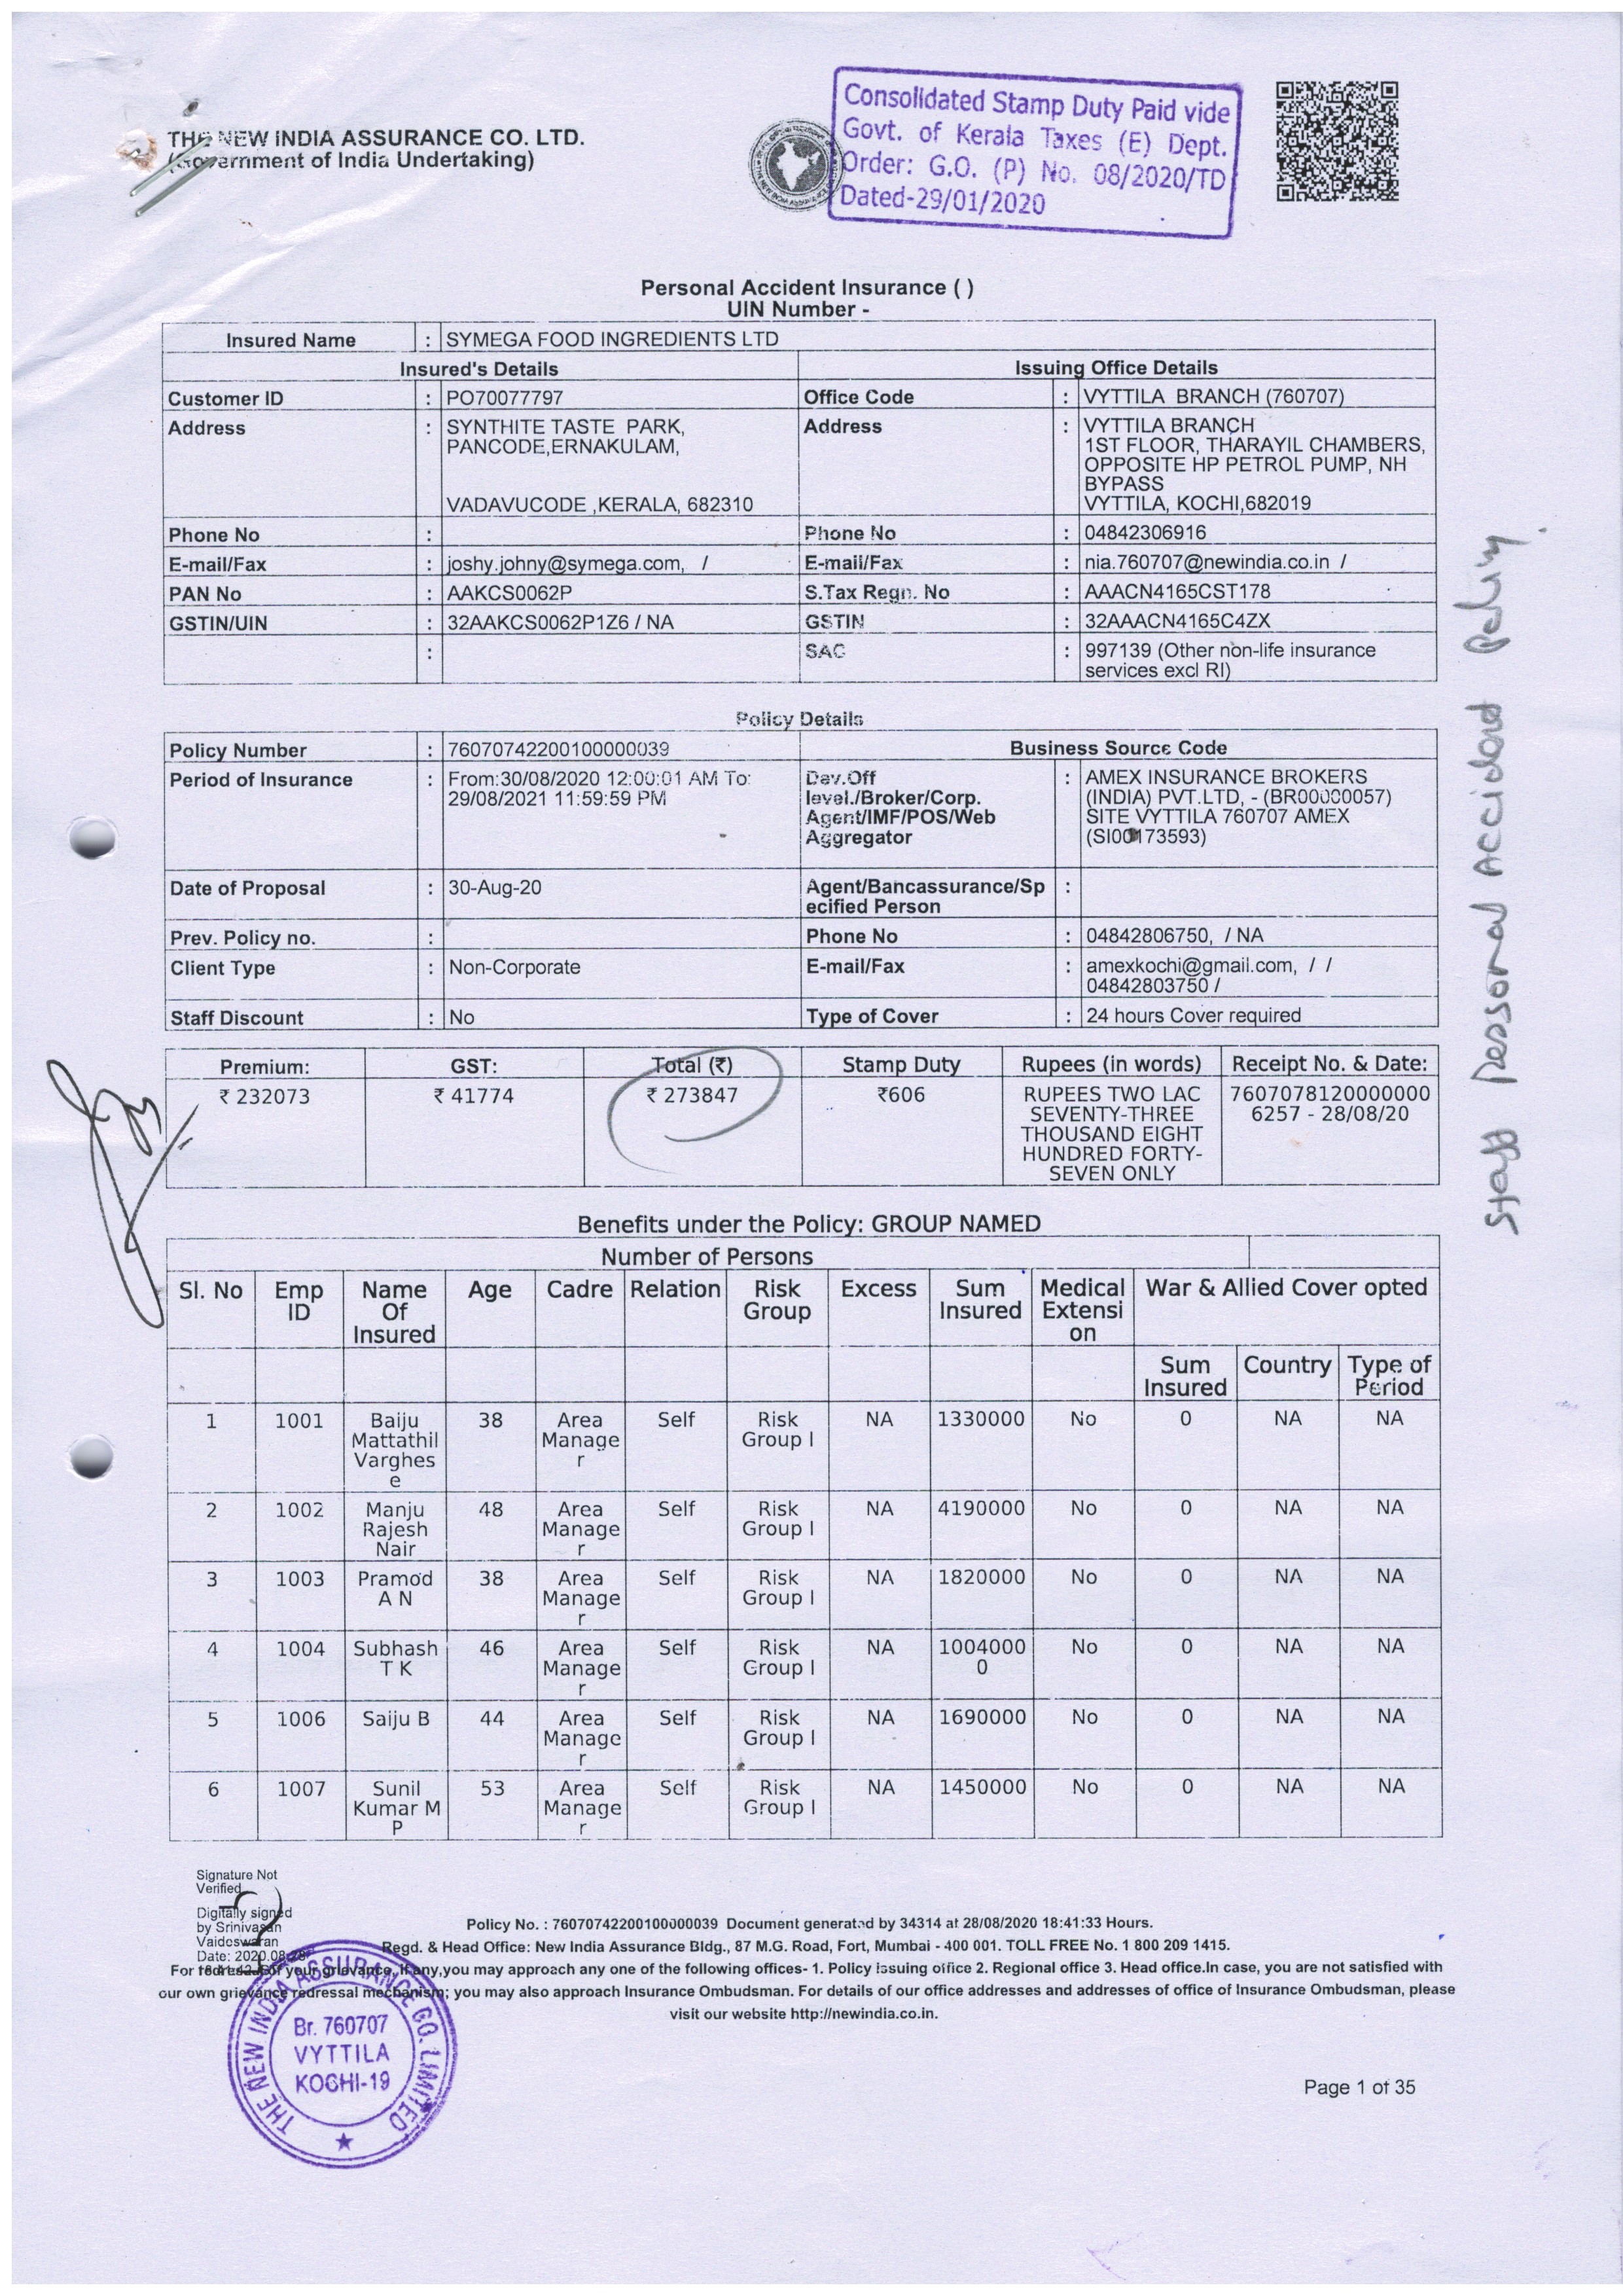 THE NEW INDIA ASSURANCE CO. LTD.
(Government of India Undertaking)
Consolidated Stamp Duty Paid vide
Govt. of Kerala Taxes (E) Dept.
Order: G.O. (P) No. 08/2020/TD
Dated-29/01/2020
Personal Accident Insurance ( )
UIN Number -
Insured Name : SYMEGA FOOD INGREDIENTS LTD
Insured's Details Issuing Office Details
Customer ID : PO70077797 Office Code : VYTTILA BRANCH (760707)
Address : SYNTHITE TASTE PARK, Address : VYTTILA BRANCH
PANCODE,ERNAKULAM, 1ST FLOOR, THARAYIL CHAMBERS,
OPPOSITE HP PETROL PUMP, NH
BYPASS
VADAVUCODE ,KERALA, 682310 VYTTILA, KOCHI,682019
Phone No : Phone No : 04842306916
E-mail/Fax : joshy.johny@symega.com, / E-mail/Fax : nia.760707@newindia.co.in /
PAN No : AAKCS0062P S.Tax Regn. No : AAACN4165CST178
GSTIN/UIN : 32AAKCS0062P1Z6 / NA GSTIN : 32AAACN4165C4ZX
: SAC : 997139 (Other non-life insurance
services excl RI)
Policy Details
Policy Number : 76070742200100000039 Business Source Code
Period of Insurance : From:30/08/2020 12:00:01 AM To: Dev.Off : AMEX INSURANCE BROKERS
29/08/2021 11:59:59 PM level./Broker/Corp. (INDIA) PVT.LTD, - (BR00000057)
Agent/IMF/POS/Web SITE VYTTILA 760707 AMEX
Aggregator (SI00173593)
Date of Proposal : 30-Aug-20 Agent/Bancassurance/Sp :
ecified Person
Prev. Policy no. : Phone No : 04842806750, / NA
Client Type : Non-Corporate E-mail/Fax : amexkochi@gmail.com, / /
04842803750 /
Staff Discount : No Type of Cover : 24 hours Cover required
Premium: GST: Total (₹) Stamp Duty Rupees (in words) Receipt No. & Date:
₹ 232073 ₹ 41774 ₹ 273847 ₹606 RUPEES TWO LAC 7607078120000000
SEVENTY-THREE 6257 - 28/08/20
THOUSAND EIGHT
HUNDRED FORTY-
SEVEN ONLY
Staff Personal Accident Policy.
Benefits under the Policy: GROUP NAMED
Number of Persons
Sl. No Emp Name Age Cadre Relation Risk Excess Sum Medical War & Allied Cover opted
ID Of Group Insured Extensi
Insured on
Sum Country Type of
Insured Period
1 1001 Baiju 38 Area Self Risk NA 1330000 No 0 NA NA
Mattathil Manage Group I
Varghes r
e
2 1002 Manju 48 Area Self Risk NA 4190000 No 0 NA NA
Rajesh Manage Group I
Nair r
3 1003 Pramod 38 Area Self Risk NA 1820000 No 0 NA NA
A N Manage Group I
r
4 1004 Subhash 46 Area Self Risk NA 1004000 No 0 NA NA
T K Manage Group I 0
r
5 1006 Saiju B 44 Area Self Risk NA 1690000 No 0 NA NA
Manage Group I
r
6 1007 Sunil 53 Area Self Risk NA 1450000 No 0 NA NA
Kumar M Manage Group I
P r
Signature Not
Verified
Digitally signed
by Srinivasan
Vaideswaran
Date: 2020.08.28
Policy No. : 76070742200100000039 Document generated by 34314 at 28/08/2020 18:41:33 Hours.
Regd. & Head Office: New India Assurance Bldg., 87 M.G. Road, Fort, Mumbai - 400 001. TOLL FREE No. 1 800 209 1415.
For redressal of your grievance, if any,you may approach any one of the following offices- 1. Policy issuing office 2. Regional office 3. Head office.In case, you are not satisfied with
our own grievance redressal mechanism; you may also approach Insurance Ombudsman. For details of our office addresses and addresses of office of Insurance Ombudsman, please
visit our website http://newindia.co.in.
THE NEW INDIA ASSURANCE CO. LIMITED
Br. 760707
VYTTILA
KOCHI-19
Page 1 of 35